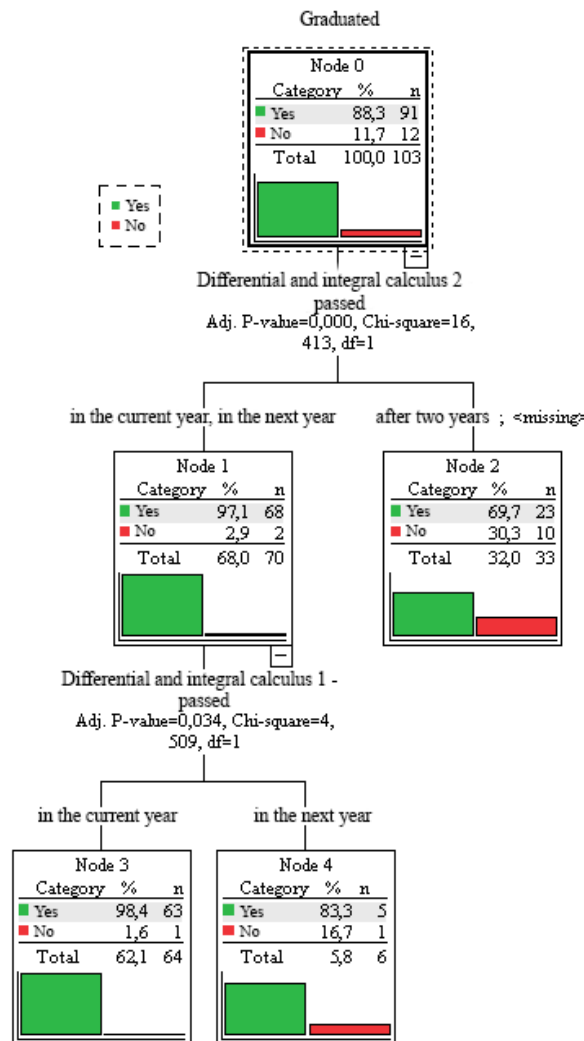 Graduated
Node 0
Category % n
Yes 88,3 91
No 11,7 12
Total 100,0 103
Yes
No
Differential and integral calculus 2
passed
Adj. P-value=0,000, Chi-square=16,
413, df=1
in the current year, in the next year
after two years ; <missing>
Node 1
Category % n
Yes 97,1 68
No 2,9 2
Total 68,0 70
Node 2
Category % n
Yes 69,7 23
No 30,3 10
Total 32,0 33
Differential and integral calculus 1 -
passed
Adj. P-value=0,034, Chi-square=4,
509, df=1
in the current year
in the next year
Node 3
Category % n
Yes 98,4 63
No 1,6 1
Total 62,1 64
Node 4
Category % n
Yes 83,3 5
No 16,7 1
Total 5,8 6